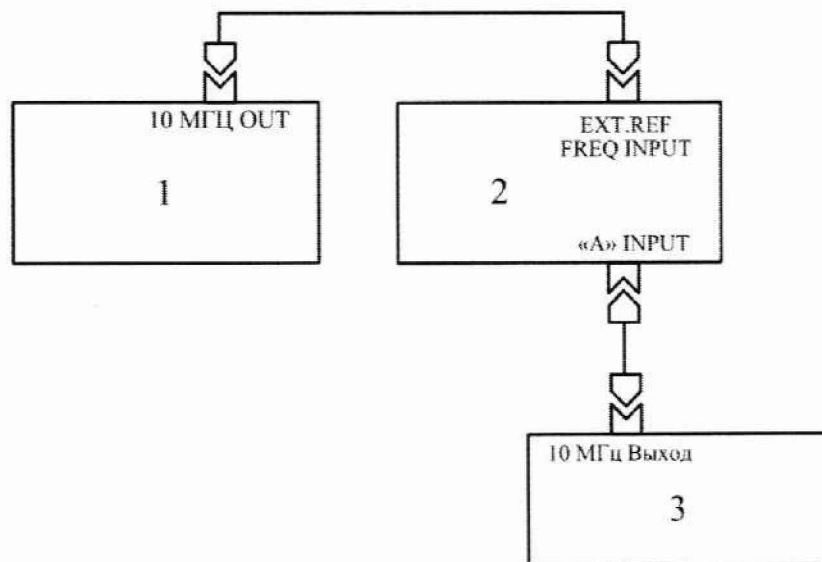 10 МГЦ OUT
1
EXT.REF
FREQ INPUT
2
«А» INPUT
10 МГц Выход
3